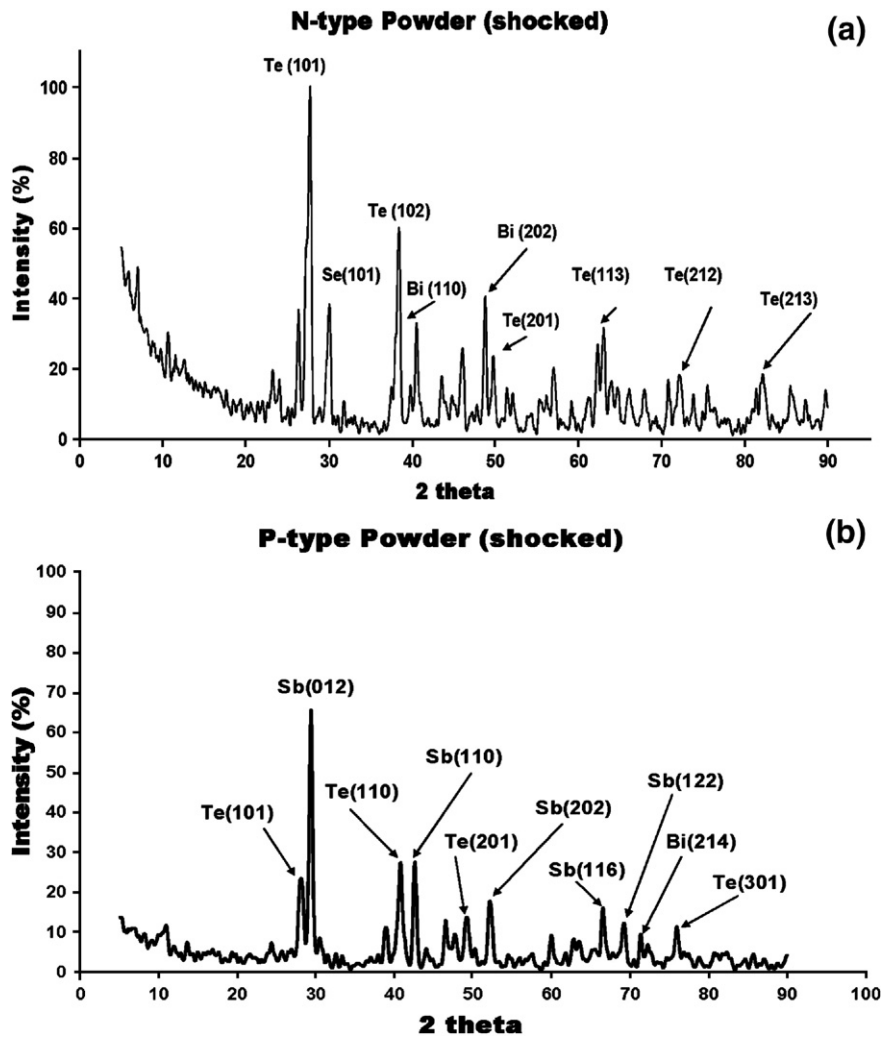 N-type Powder (shocked)
(a)
Te (101)
100
80
60
40
20
0
Intensity (%)
Se(101)
Te (102)
Bi (110)
Bi (202)
Te(201)
Te(113)
Te(212)
Te(213)
0 10 20 30 40 50 60 70 80 90
2 theta
P-type Powder (shocked)
(b)
100
90
80
70
60
50
40
30
20
10
0
Intensity (%)
Te(101)
Sb(012)
Te(110)
Sb(110)
Te(201)
Sb(202)
Sb(116)
Sb(122)
Bi(214)
Te(301)
0 10 20 30 40 50 60 70 80 90 100
2 theta